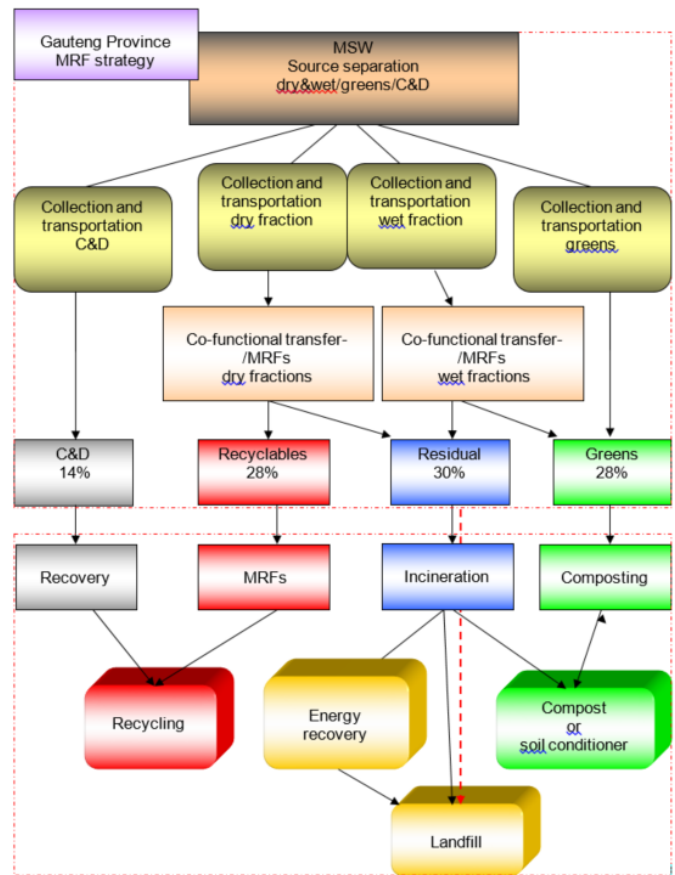 Gauteng Province
MRF strategy
MSW
Source separation
dry&wet/greens/C&D
Collection and
transportation
C&D
Collection and
transportation
dry fraction
Collection and
transportation
wet fraction
Collection and
transportation
greens
Co-functional transfer-
/MRFs
dry fractions
Co-functional transfer-
/MRFs
wet fractions
C&D
14%
Recyclables
28%
Residual
30%
Greens
28%
Recovery
MRFs
Incineration
Composting
Recycling
Energy
recovery
Compost
or
soil conditioner
Landfill